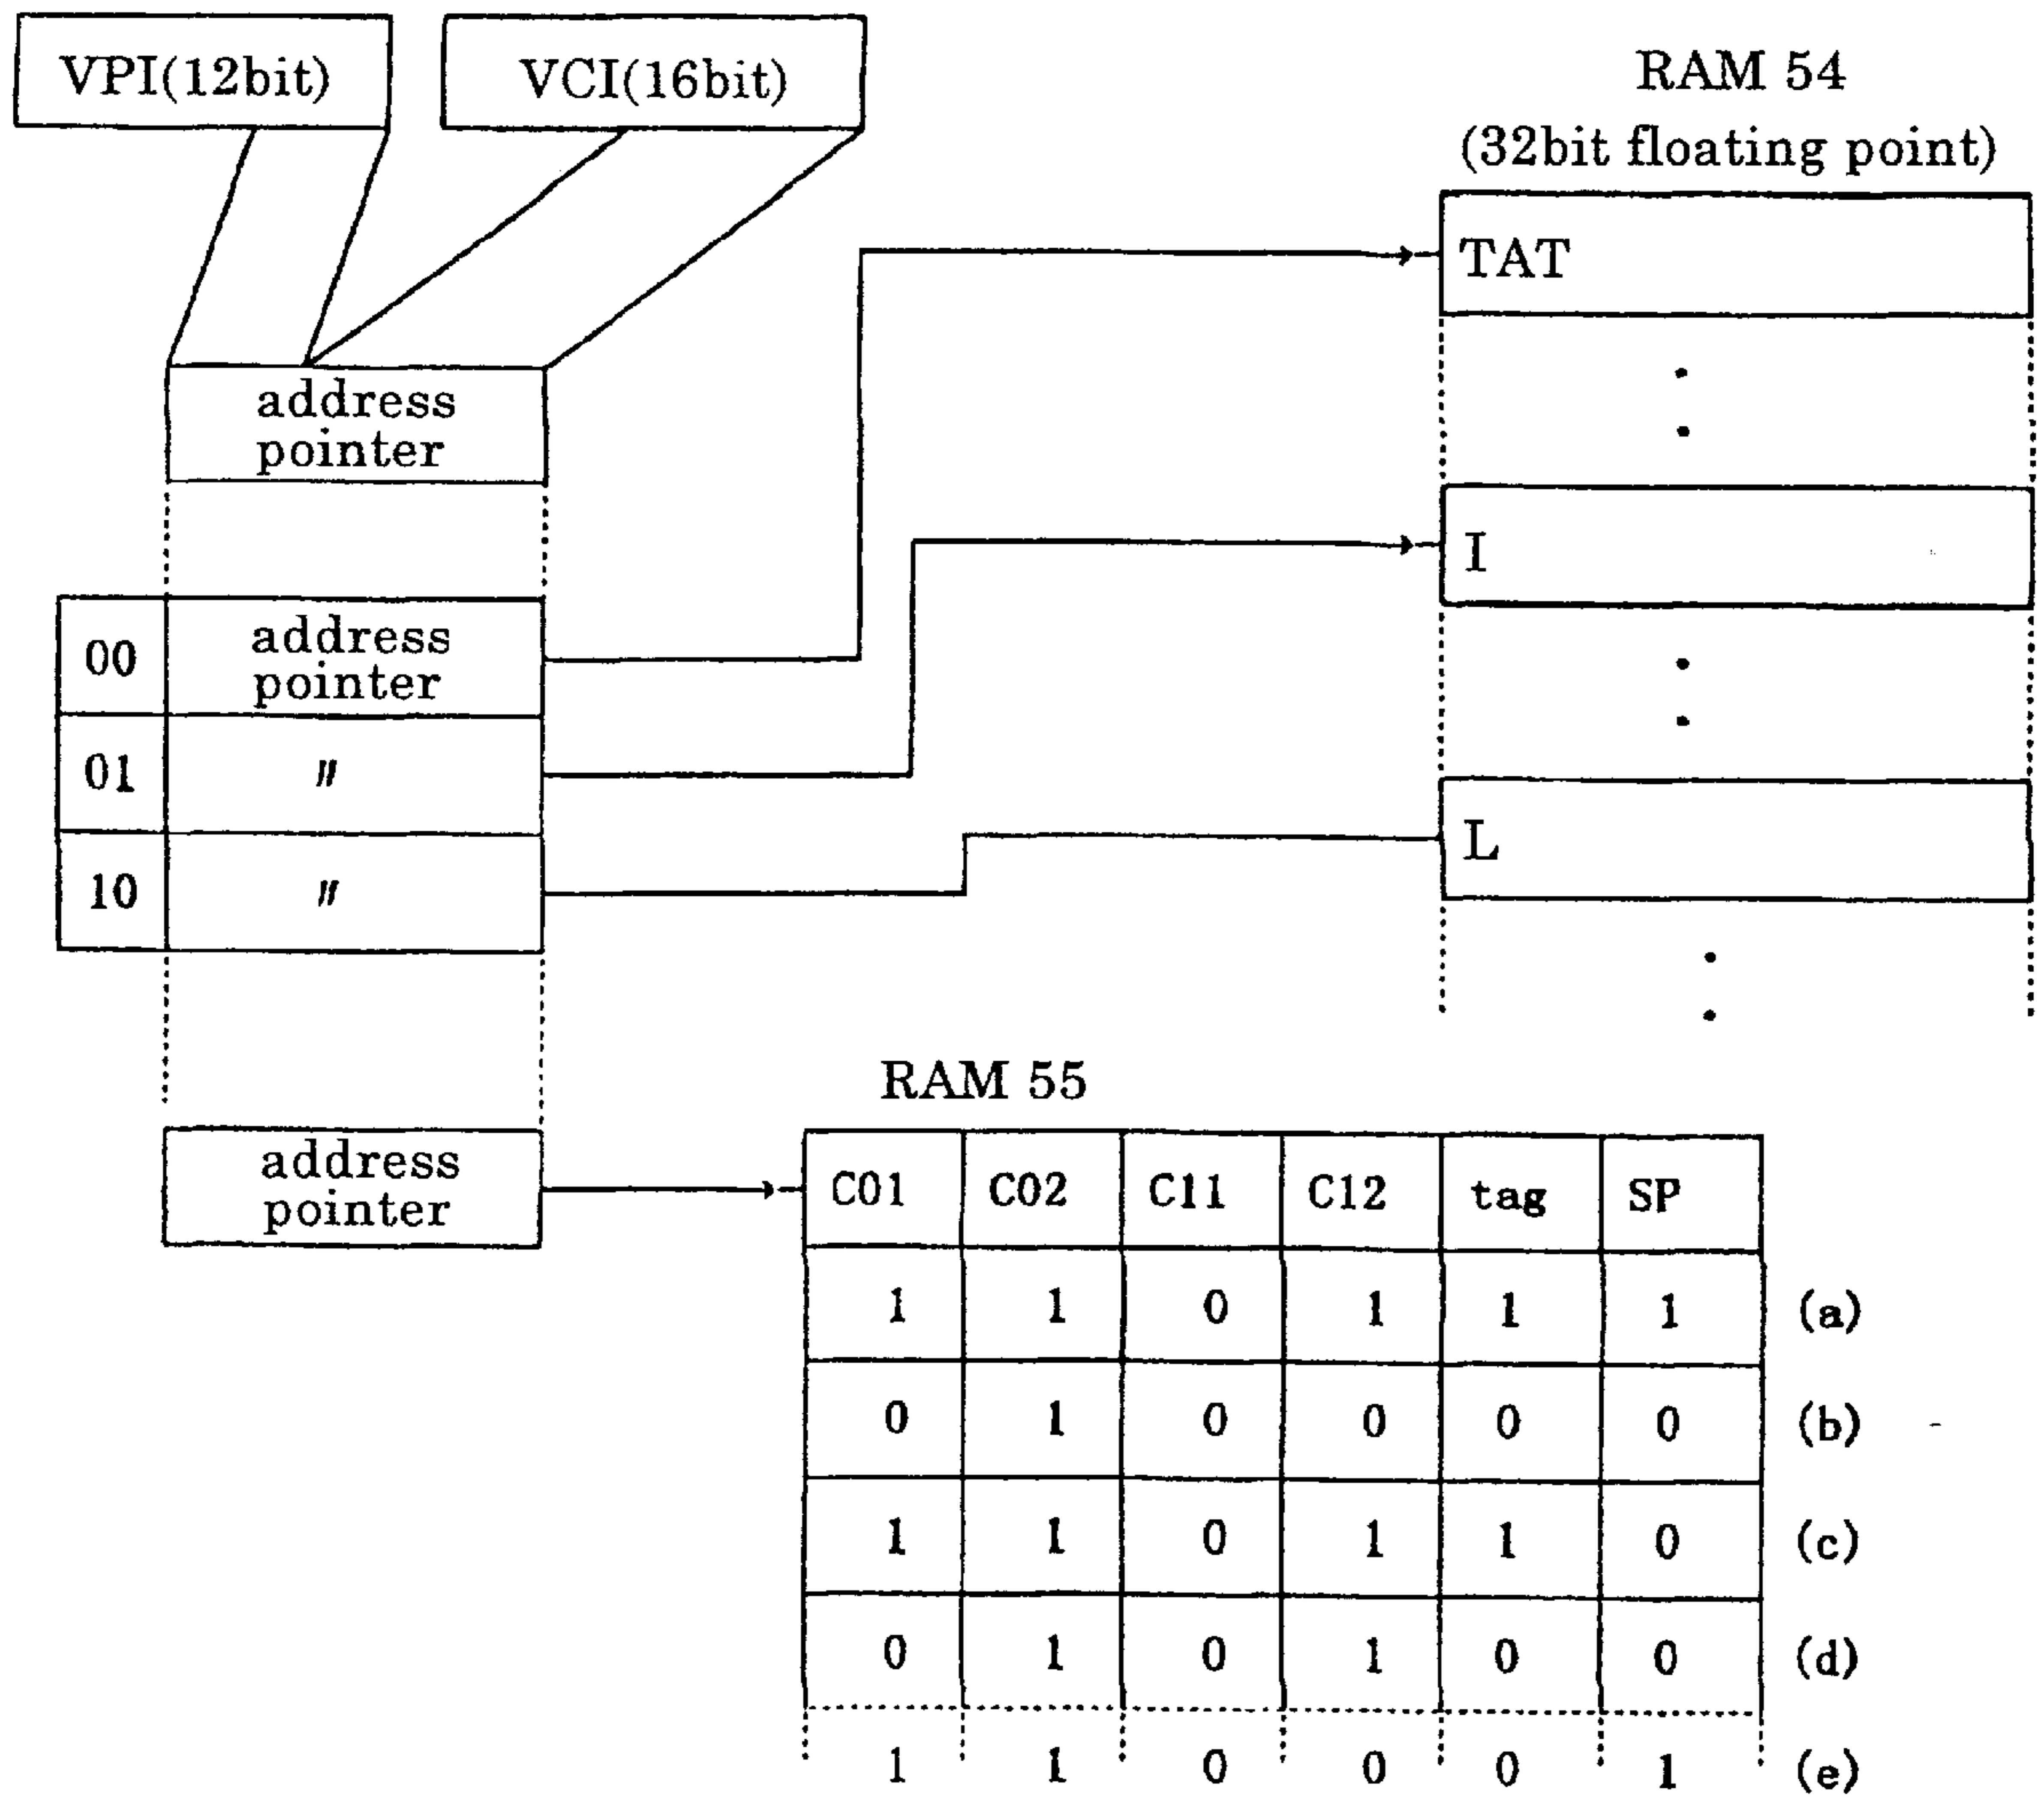 VPI(12bit)
VCI(16bit)
RAM 54
(32bit floating point)
TAT
address
pointer
I
00
address
pointer
01
〃
L
10
〃
RAM 55
address
pointer
C01 C02 C11 C12 tag SP
1 1 0 1 1 1 (a)
0 1 0 0 0 0 (b)
1 1 0 1 1 0 (c)
0 1 0 1 0 0 (d)
1 1 0 0 0 1 (e)